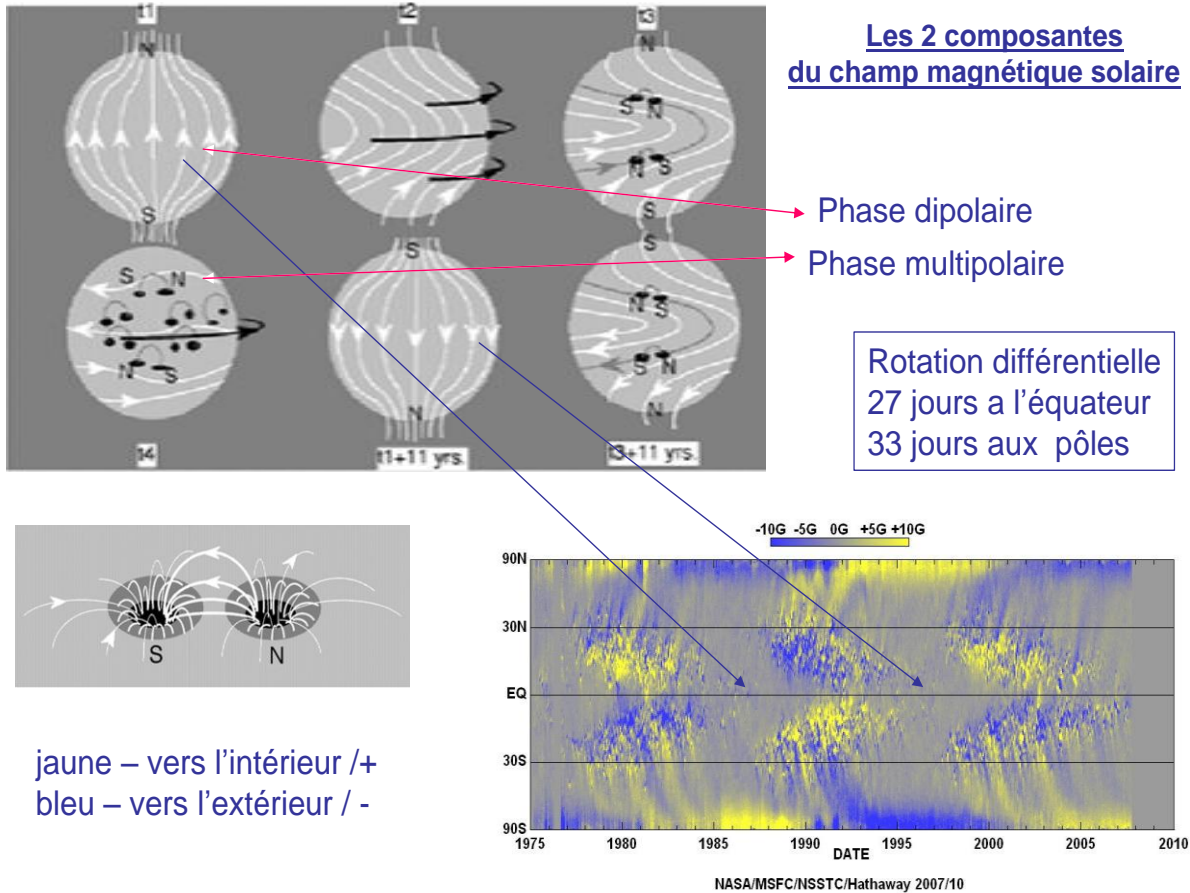 Les 2 composantes
du champ magnétique solaire
t1
t2
t3
N
N
S N
N S
S
S
Phase dipolaire
Phase multipolaire
S N
N S
S
N
N S
S N
S
N
t4
t1+11 yrs.
t3+11 yrs.
Rotation différentielle
27 jours a l'équateur
33 jours aux pôles
S N
jaune – vers l'intérieur /+
bleu – vers l'extérieur / -
-10G -5G 0G +5G +10G
90N
30N
EQ
30S
90S
1975 1980 1985 1990 1995 2000 2005 2010
DATE
NASA/MSFC/NSSTC/Hathaway 2007/10